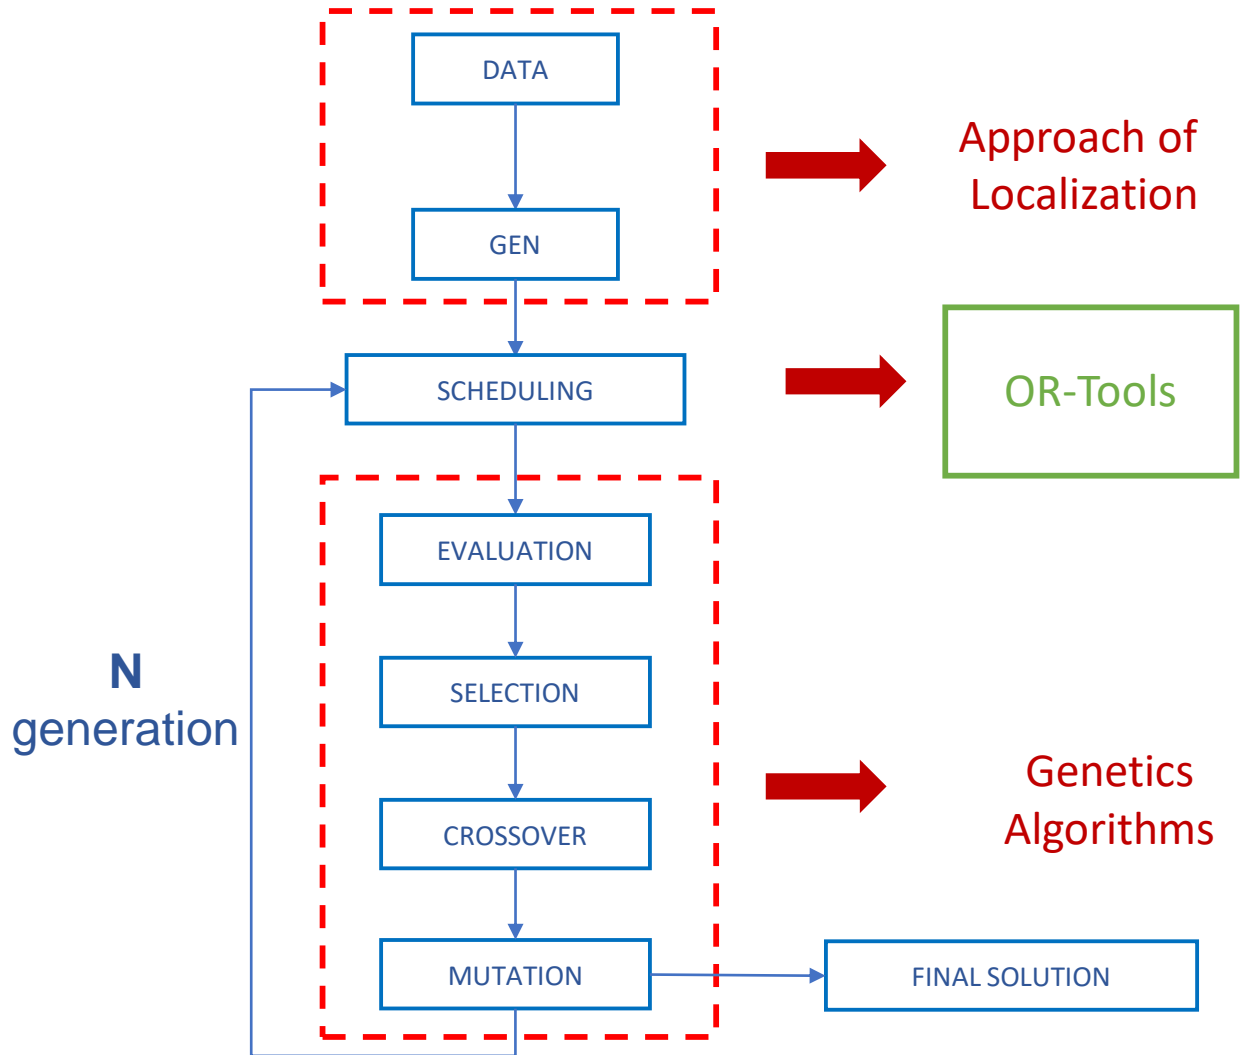 DATA
Approach of
Localization
GEN
SCHEDULING
OR-Tools
EVALUATION
SELECTION
N
generation
CROSSOVER
Genetics
Algorithms
MUTATION
FINAL SOLUTION